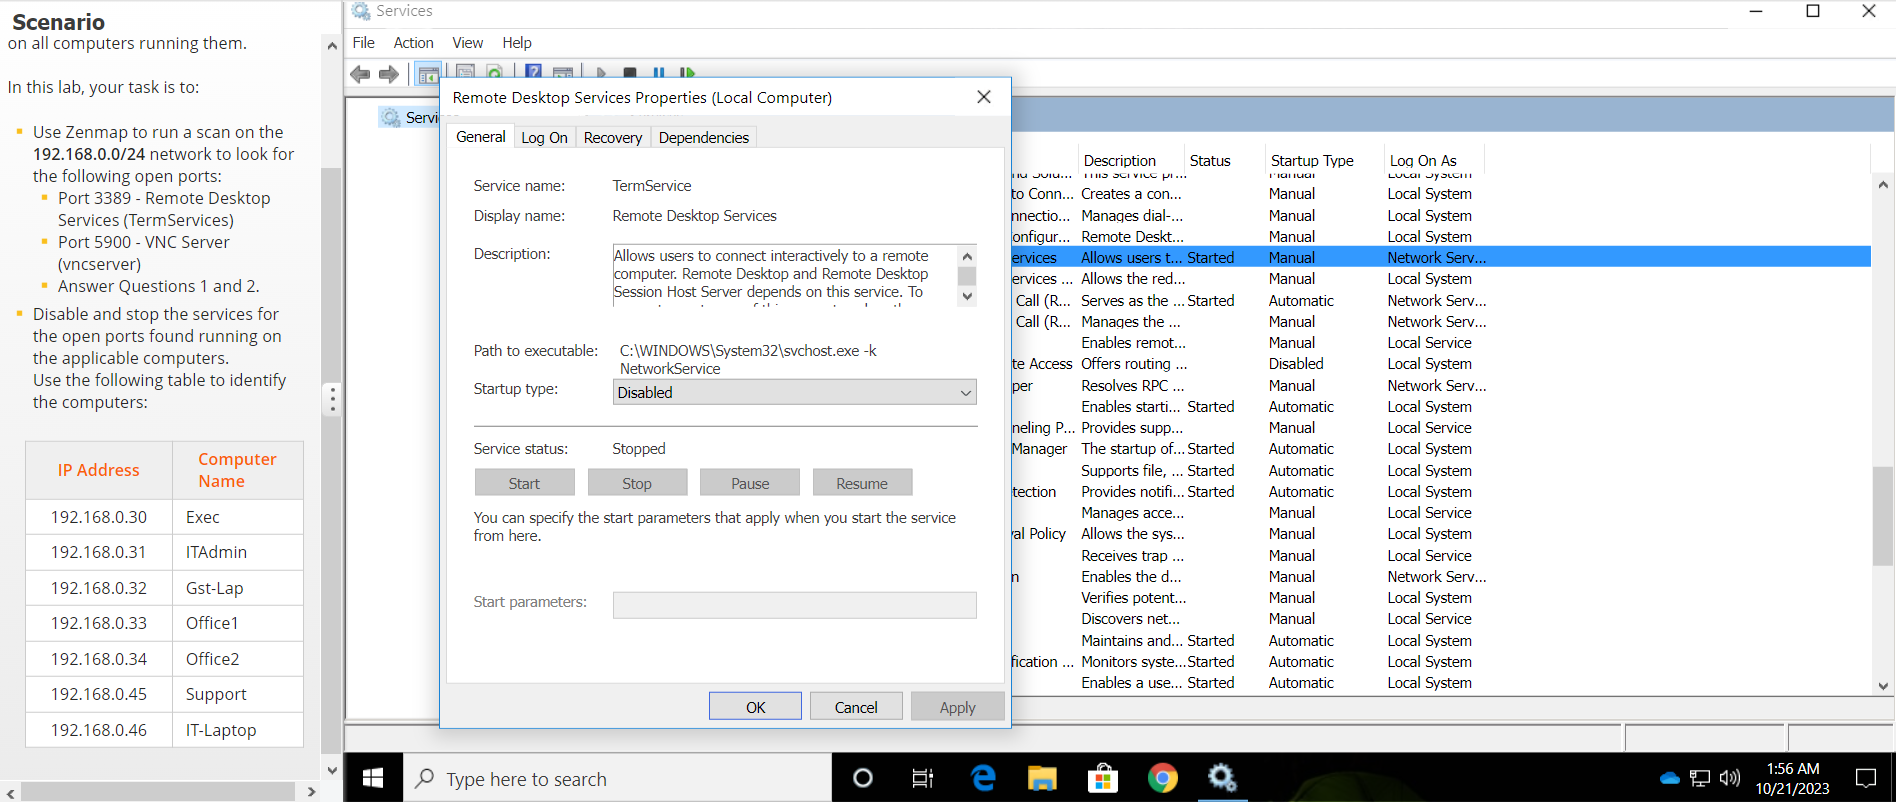 Scenario
on all computers running them.
In this lab, your task is to:
Use Zenmap to run a scan on the
192.168.0.0/24 network to look for
the following open ports:
Port 3389 - Remote Desktop
Services (TermServices)
Port 5900 - VNC Server
(vncserver)
Answer Questions 1 and 2.
Disable and stop the services for
the open ports found running on
the applicable computers.
Use the following table to identify
the computers:
IP Address Computer Name
192.168.0.30 Exec
192.168.0.31 ITAdmin
192.168.0.32 Gst-Lap
192.168.0.33 Office1
192.168.0.34 Office2
192.168.0.45 Support
192.168.0.46 IT-Laptop
Services
File Action View Help
Servi
Remote Desktop Services Properties (Local Computer)
General Log On Recovery Dependencies
Service name: TermService
Display name: Remote Desktop Services
Description: Allows users to connect interactively to a remote
computer. Remote Desktop and Remote Desktop
Session Host Server depends on this service. To
Path to executable: C:\WINDOWS\System32\svchost.exe -k
NetworkService
Startup type: Disabled
Service status: Stopped
Start Stop Pause Resume
You can specify the start parameters that apply when you start the service
from here.
Start parameters:
OK Cancel Apply
Description Status Startup Type Log On As
This service pr... Manual Local System
to Conn... Creates a con... Manual Local System
nnectio... Manages dial-... Manual Local System
onfigur... Remote Deskt... Manual Local System
ervices Allows users t... Started Manual Network Serv...
ervices ... Allows the red... Manual Local System
Call (R... Serves as the ... Started Automatic Network Serv...
Call (R... Manages the ... Manual Network Serv...
Enables remot... Manual Local Service
te Access Offers routing ... Disabled Local System
per Resolves RPC ... Manual Network Serv...
Enables starti... Started Automatic Local System
neling P... Provides supp... Manual Local Service
Manager The startup of... Started Automatic Local System
Supports file, ... Started Automatic Local System
tection Provides notifi... Started Automatic Local System
Manages acce... Manual Local System
al Policy Allows the sys... Manual Local System
Receives trap ... Manual Local Service
n Enables the d... Manual Network Serv...
Verifies potent... Manual Local System
Discovers net... Manual Local Service
Maintains and... Started Automatic Local System
fication ... Monitors syste... Started Automatic Local System
Enables a use... Started Automatic Local System
Type here to search
1:56 AM
10/21/2023